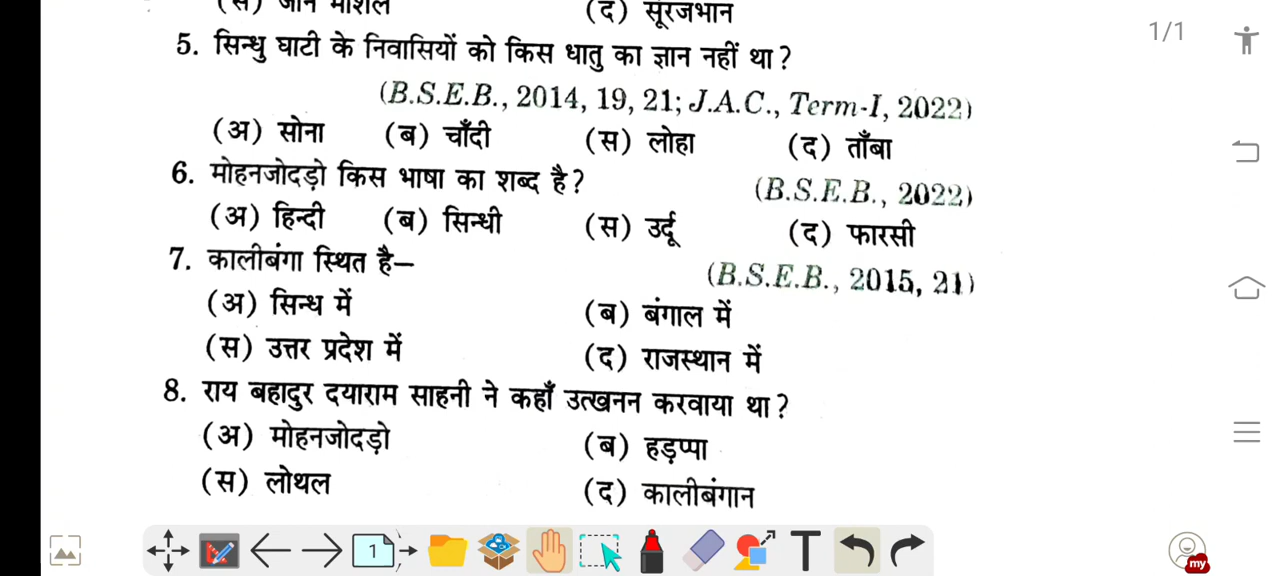 (स) जॉन मार्शल (द) सूरजभान
1/1
5. सिन्धु घाटी के निवासियों को किस धातु का ज्ञान नहीं था?
(B.S.E.B., 2014, 19, 21; J.A.C., Term-I, 2022)
(अ) सोना (ब) चाँदी (स) लोहा (द) ताँबा
6. मोहनजोदड़ो किस भाषा का शब्द है? (B.S.E.B., 2022)
(अ) हिन्दी (ब) सिन्धी (स) उर्दू (द) फारसी
7. कालीबंगा स्थित है— (B.S.E.B., 2015, 21)
(अ) सिन्ध में (ब) बंगाल में
(स) उत्तर प्रदेश में (द) राजस्थान में
8. राय बहादुर दयाराम साहनी ने कहाँ उत्खनन करवाया था?
(अ) मोहनजोदड़ो (ब) हड़प्पा
(स) लोथल (द) कालीबंगान
1
T
my